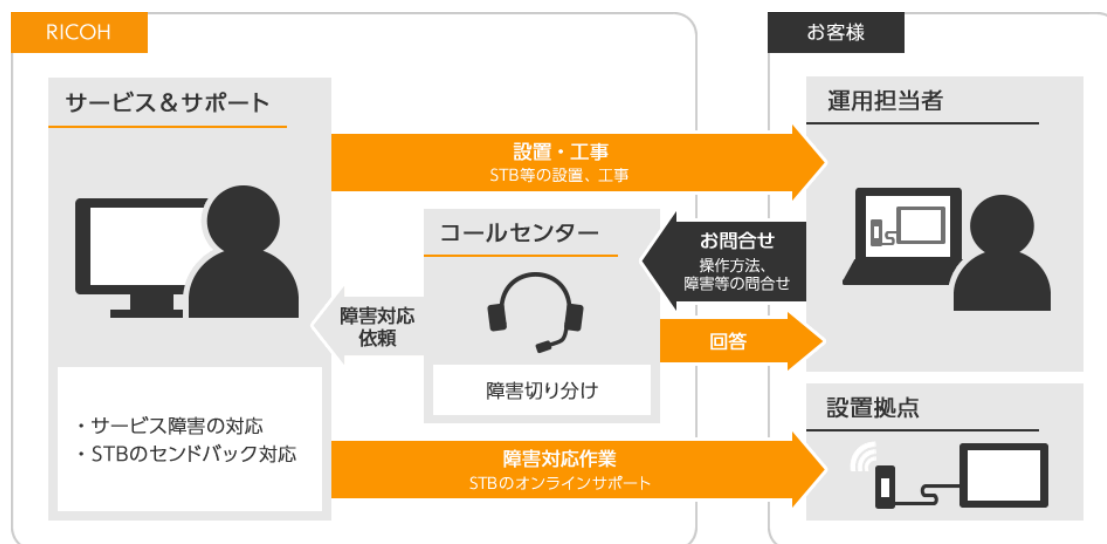 RICOH
お客様
サービス＆サポート
運用担当者
設置・工事
STB等の設置、工事
コールセンター
お問合せ
操作方法、
障害等の問合せ
障害対応
依頼
回答
障害切り分け
・サービス障害の対応
・STBのセンドバック対応
設置拠点
障害対応作業
STBのオンラインサポート